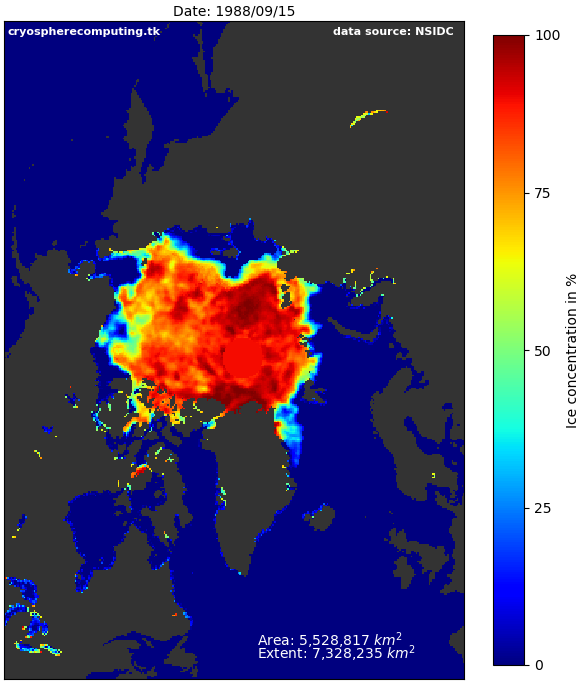 Date: 1988/09/15
cryospherecomputing.tk
data source: NSIDC
100
75
50
25
0
Ice concentration in %
Area: 5,528,817 km²
Extent: 7,328,235 km²